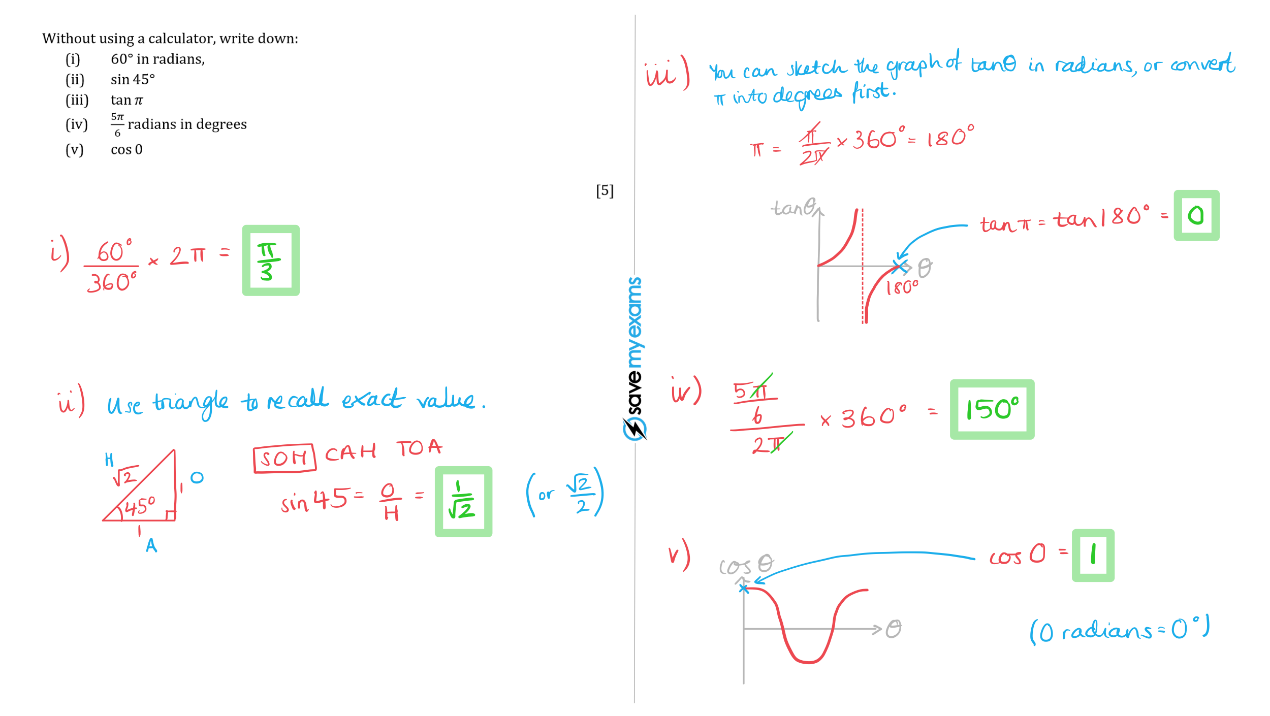 Without using a calculator, write down:
(i) 60° in radians,
(ii) sin 45°
(iii) tan π
(iv) 5π/6 radians in degrees
(v) cos 0
[5]
i) 60°/360° × 2π = π/3
ii) Use triangle to recall exact value.
H
√2
O
1
45°
1
A
SOH CAH TOA
sin 45 = O/H = 1/√2 (or √2/2)
savemyexams
iii) You can sketch the graph of tanθ in radians, or convert
π into degrees first.
π = π/2π × 360° = 180°
tanθ
tan π = tan 180° = 0
θ
180°
iv) 5π/6/2π × 360° = 150°
v) cos 0 = 1
cos θ
θ
(0 radians = 0°)